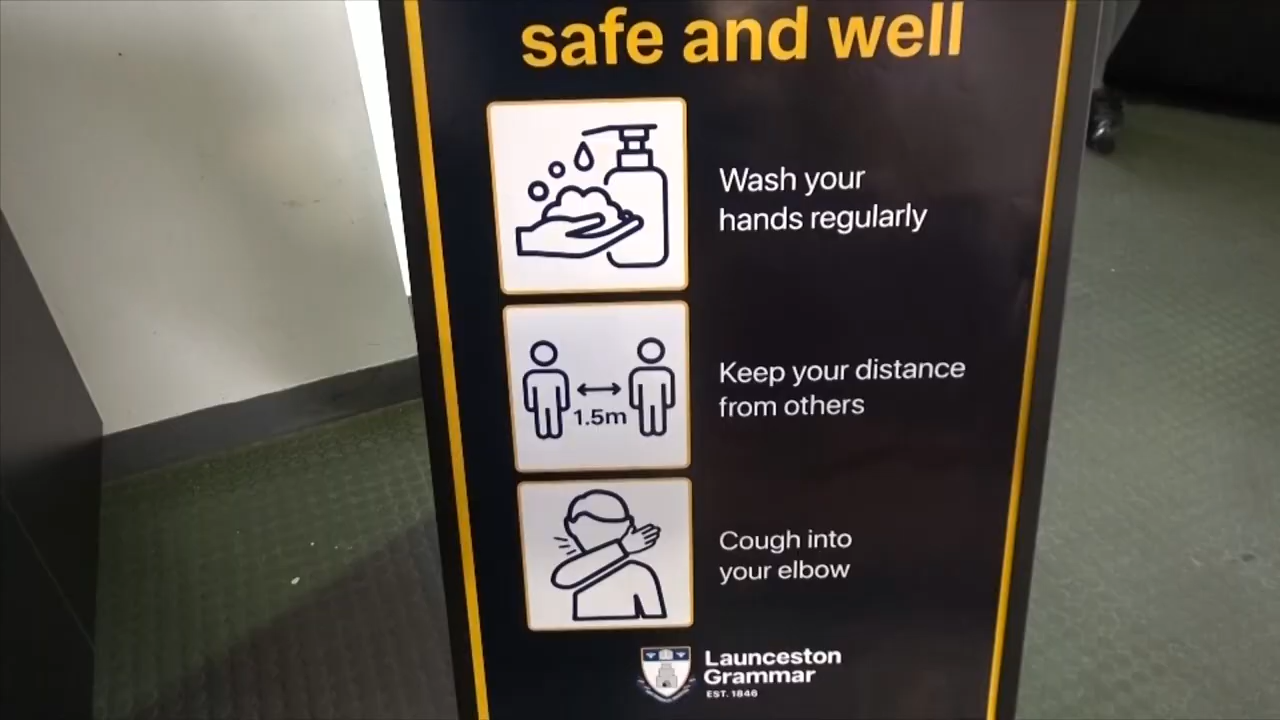 safe and well
Wash your
hands regularly
1.5m
Keep your distance
from others
Cough into
your elbow
Launceston
Grammar
EST. 1846